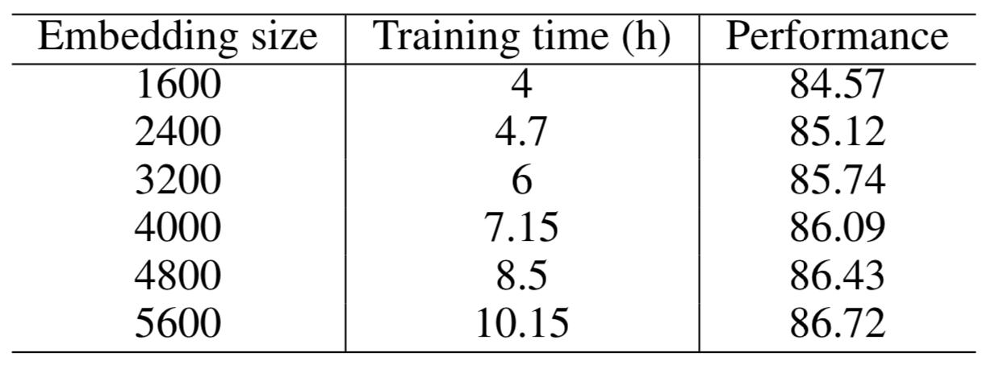 Embedding size Training time (h) Performance
1600 4 84.57
2400 4.7 85.12
3200 6 85.74
4000 7.15 86.09
4800 8.5 86.43
5600 10.15 86.72